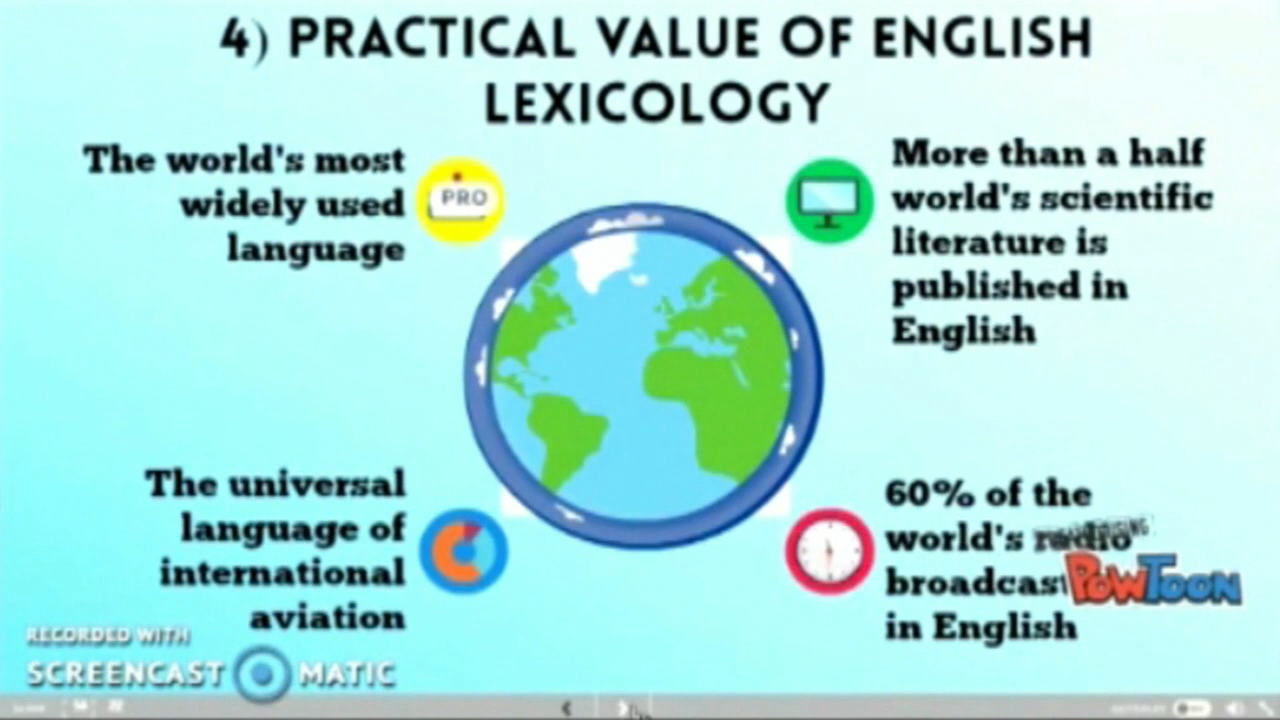 4) PRACTICAL VALUE OF ENGLISH
LEXICOLOGY
The world's most
widely used
language
PRO
More than a half
world's scientific
literature is
published in
English
The universal
language of
international
aviation
60% of the
world's radio
broadcast
in English
POWTOON
RECORDED WITH
SCREENCAST MATIC